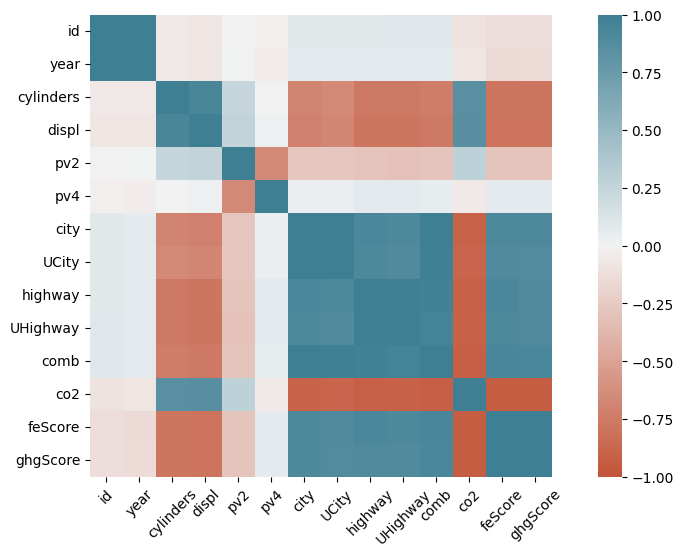 id
year
cylinders
displ
pv2
pv4
city
UCity
highway
UHighway
comb
co2
feScore
ghgScore
id
year
cylinders
displ
pv2
pv4
city
UCity
highway
UHighway
comb
co2
feScore
ghgScore
1.00
0.75
0.50
0.25
0.00
−0.25
−0.50
−0.75
−1.00